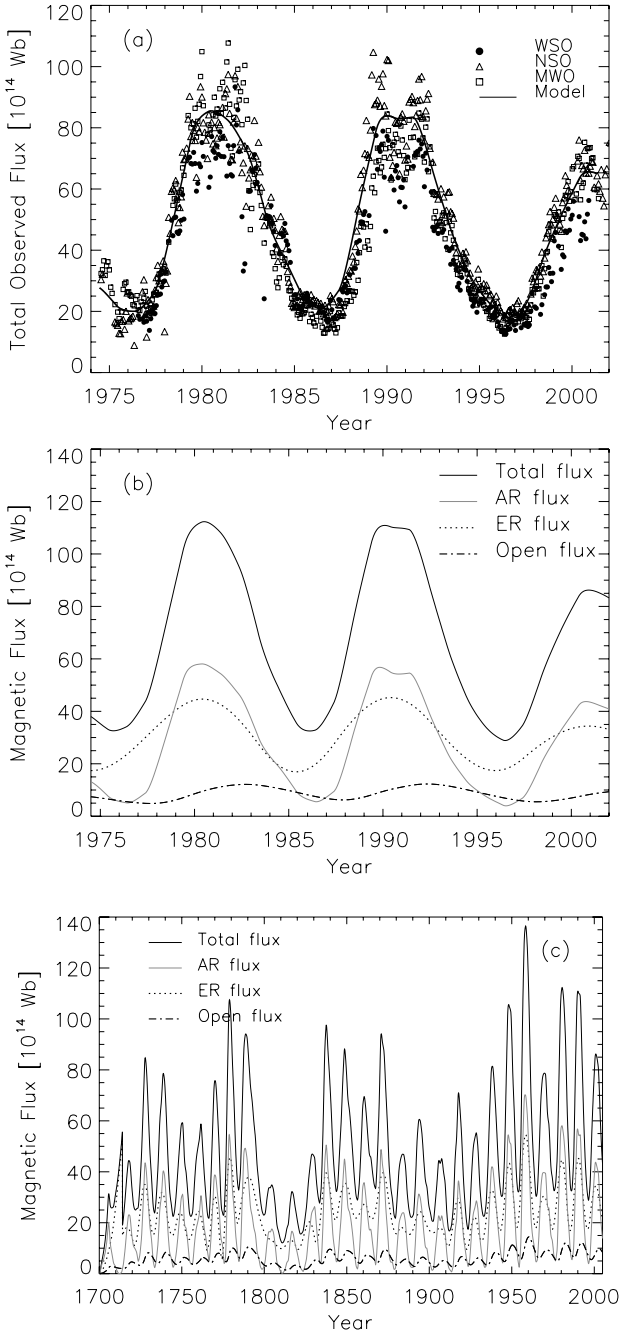 120
100
80
60
40
20
0
Total Observed Flux [10¹⁴ Wb]
(a)
WSO
NSO
MWO
Model
1975 1980 1985 1990 1995 2000
Year
140
120
100
80
60
40
20
0
Magnetic Flux [10¹⁴ Wb]
(b)
Total flux
AR flux
ER flux
Open flux
1975 1980 1985 1990 1995 2000
Year
140
120
100
80
60
40
20
0
Magnetic Flux [10¹⁴ Wb]
Total flux
AR flux
ER flux
Open flux
(c)
1700 1750 1800 1850 1900 1950 2000
Year